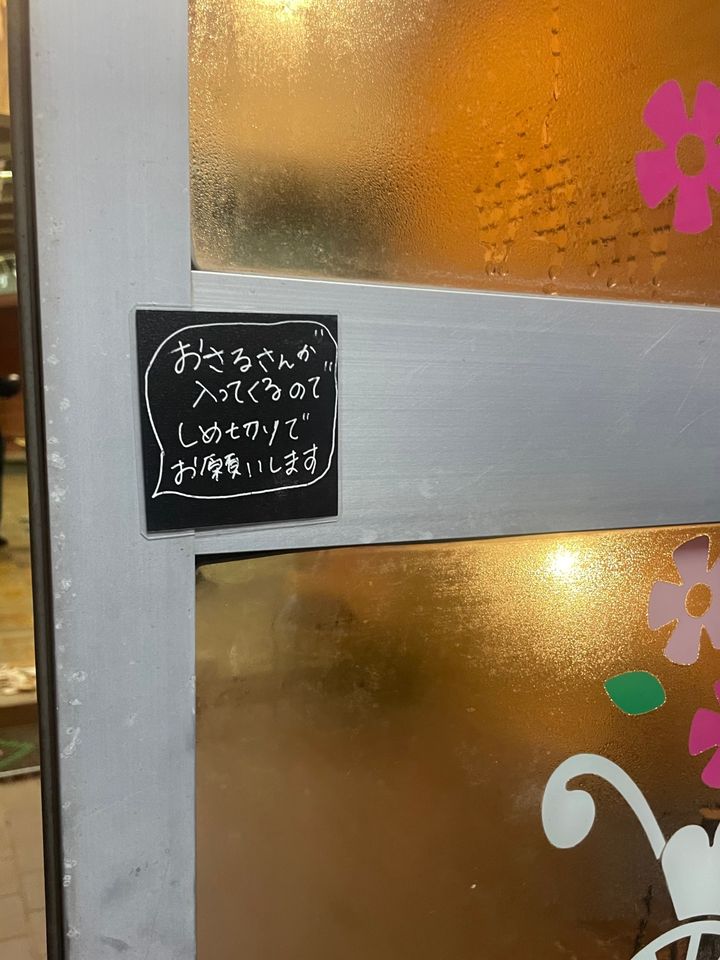 おさるさんが
入ってくるので
しめ切りで
お願いします